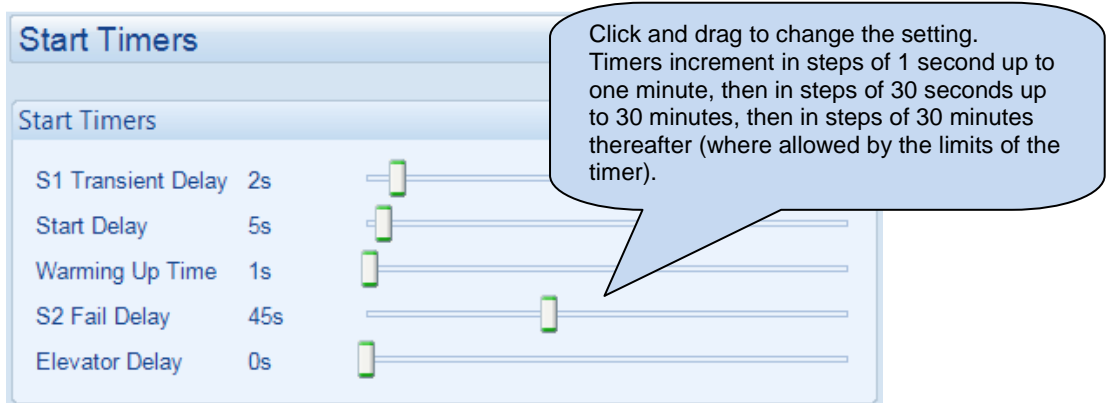 Start Timers
Click and drag to change the setting.
Timers increment in steps of 1 second up to
one minute, then in steps of 30 seconds up
to 30 minutes, then in steps of 30 minutes
thereafter (where allowed by the limits of the
timer).
Start Timers
S1 Transient Delay 2s
Start Delay 5s
Warming Up Time 1s
S2 Fail Delay 45s
Elevator Delay 0s